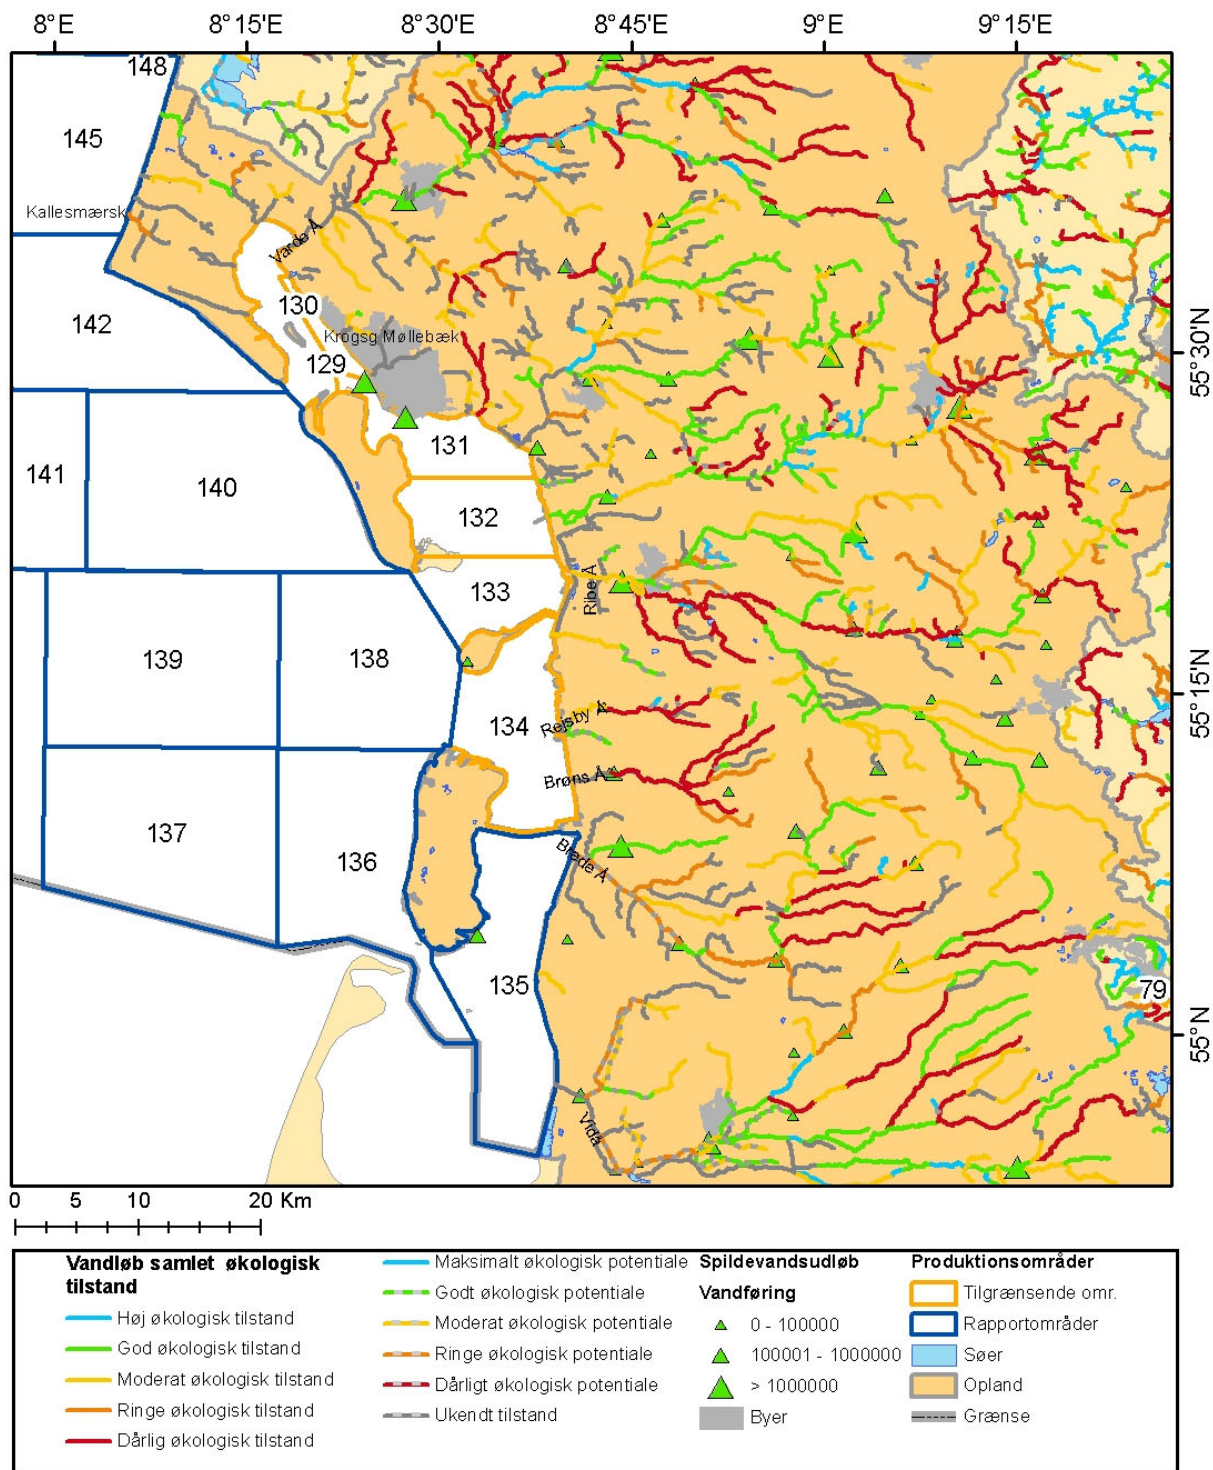 8°E 8°15'E 8°30'E 8°45'E 9°E 9°15'E
148
145
Kallesmærsk
Varde Å
130
142
Krogsg Møllebæk
55°30'N
129
131
141
140
132
133
Ribe Å
139
138
55°15'N
134
Rejsby Å
Brøns Å
137
136
Brede Å
135
79
55°N
Vidå
0 5 10 20 Km
Vandløb samlet økologisk
tilstand
Høj økologisk tilstand
God økologisk tilstand
Moderat økologisk tilstand
Ringe økologisk tilstand
Dårlig økologisk tilstand
Maksimalt økologisk potentiale
Godt økologisk potentiale
Moderat økologisk potentiale
Ringe økologisk potentiale
Dårligt økologisk potentiale
Ukendt tilstand
Spildevandsudløb
Vandføring
0 - 100000
100001 - 1000000
> 1000000
Byer
Produktionsområder
Tilgrænsende omr.
Rapportområder
Søer
Opland
Grænse